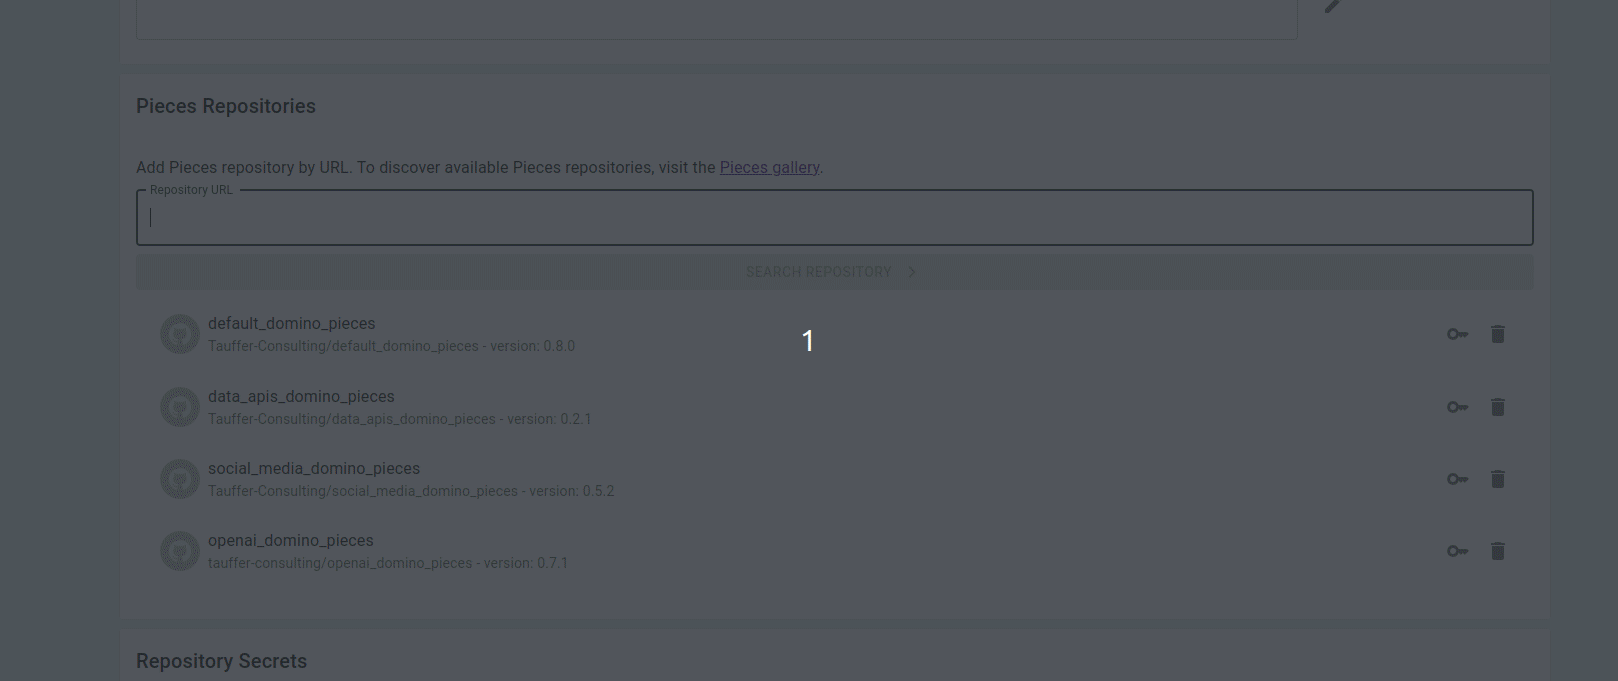 Pieces Repositories
Add Pieces repository by URL. To discover available Pieces repositories, visit the Pieces gallery.
Repository URL
SEARCH REPOSITORY
default_domino_pieces
Tauffer-Consulting/default_domino_pieces - version: 0.8.0
1
data_apis_domino_pieces
Tauffer-Consulting/data_apis_domino_pieces - version: 0.2.1
social_media_domino_pieces
Tauffer-Consulting/social_media_domino_pieces - version: 0.5.2
openai_domino_pieces
tauffer-consulting/openai_domino_pieces - version: 0.7.1
Repository Secrets